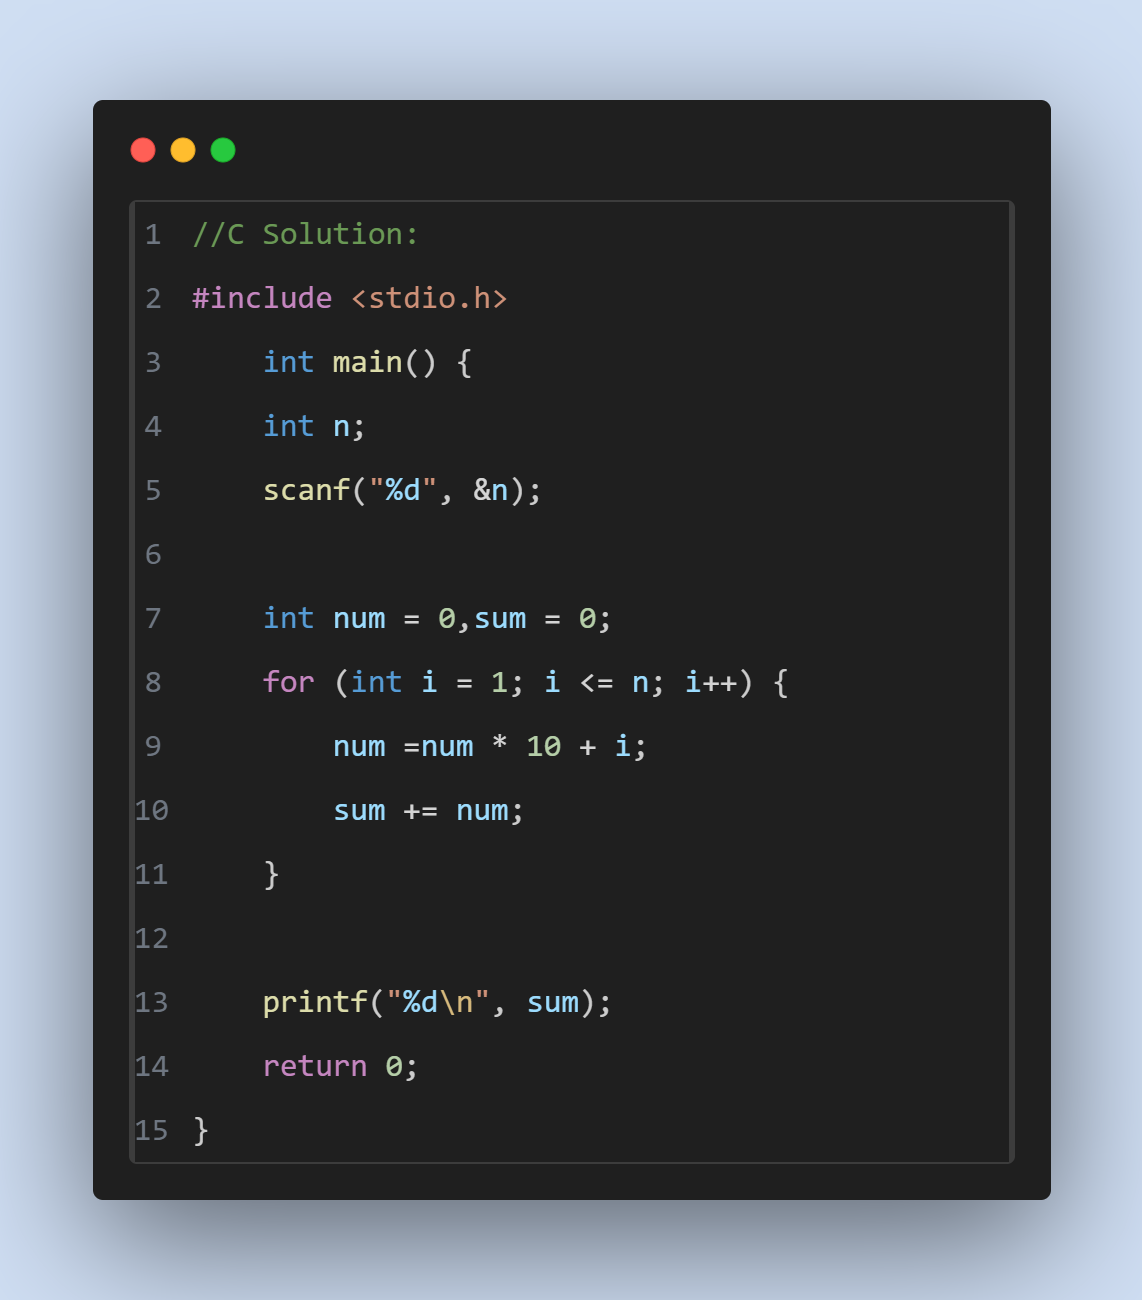 1 //C Solution:
2 #include <stdio.h>
3     int main() {
4     int n;
5     scanf("%d", &n);
6
7     int num = 0,sum = 0;
8     for (int i = 1; i <= n; i++) {
9         num =num * 10 + i;
10         sum += num;
11     }
12
13     printf("%d\n", sum);
14     return 0;
15 }